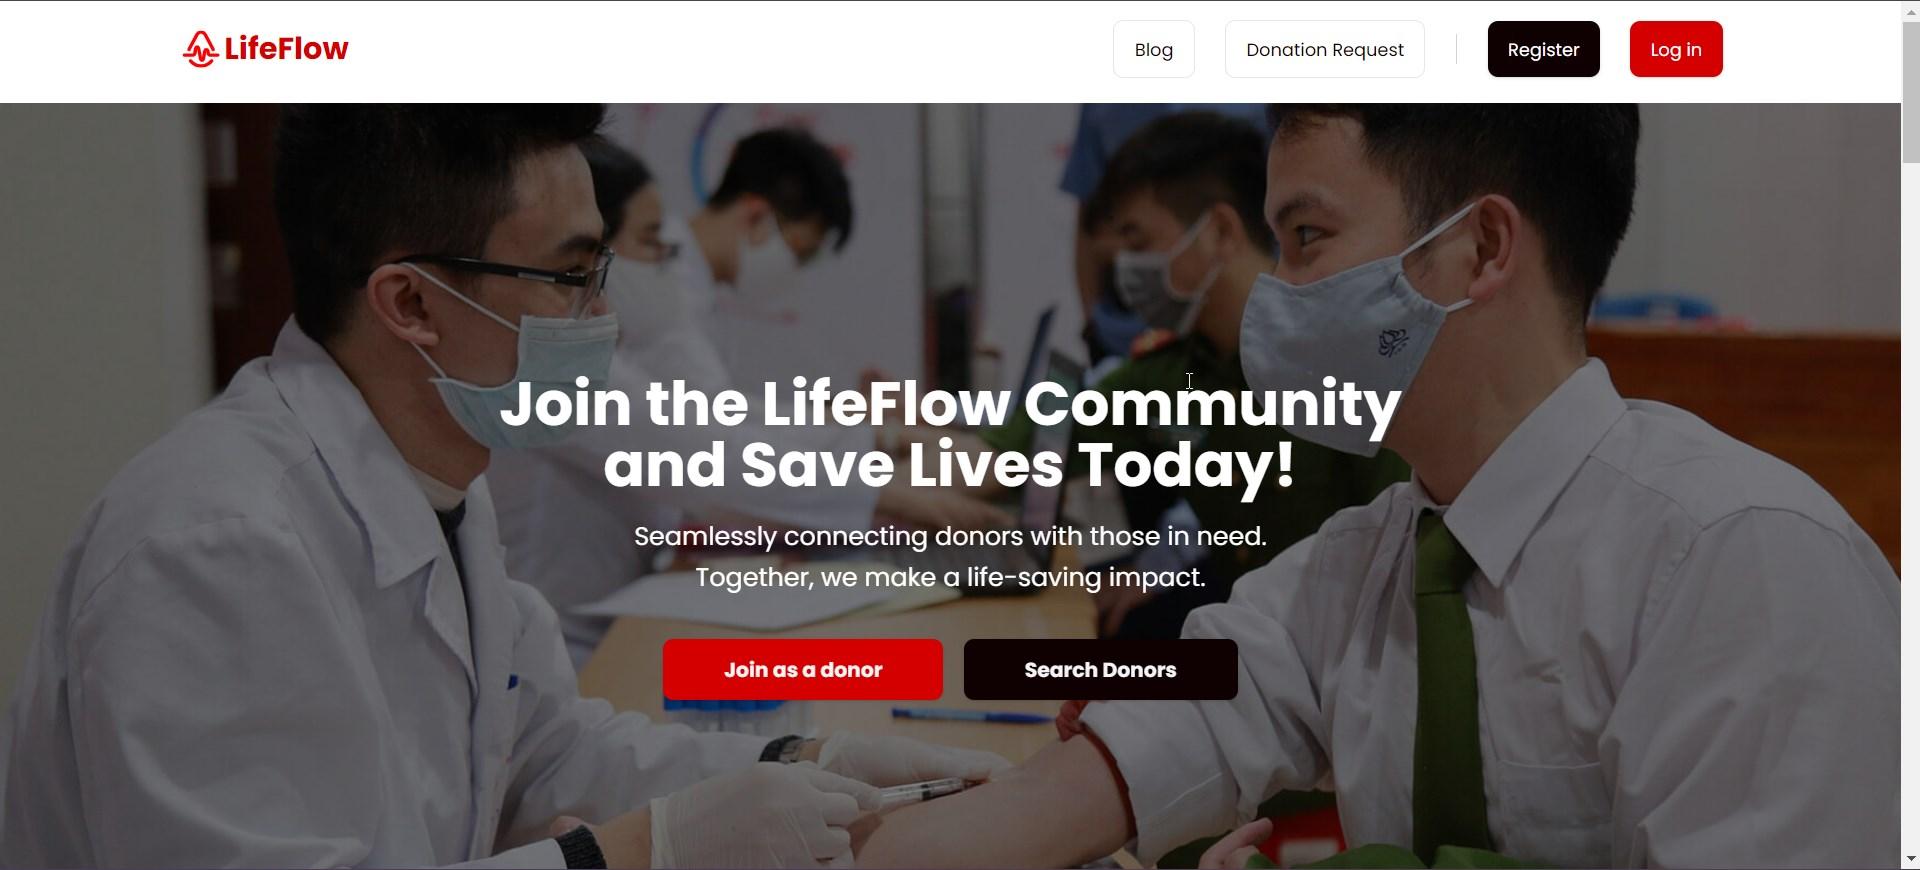 LifeFlow
Blog
Donation Request
Register
Log in
Join the LifeFlow Community
and Save Lives Today!
Seamlessly connecting donors with those in need.
Together, we make a life-saving impact.
Join as a donor
Search Donors